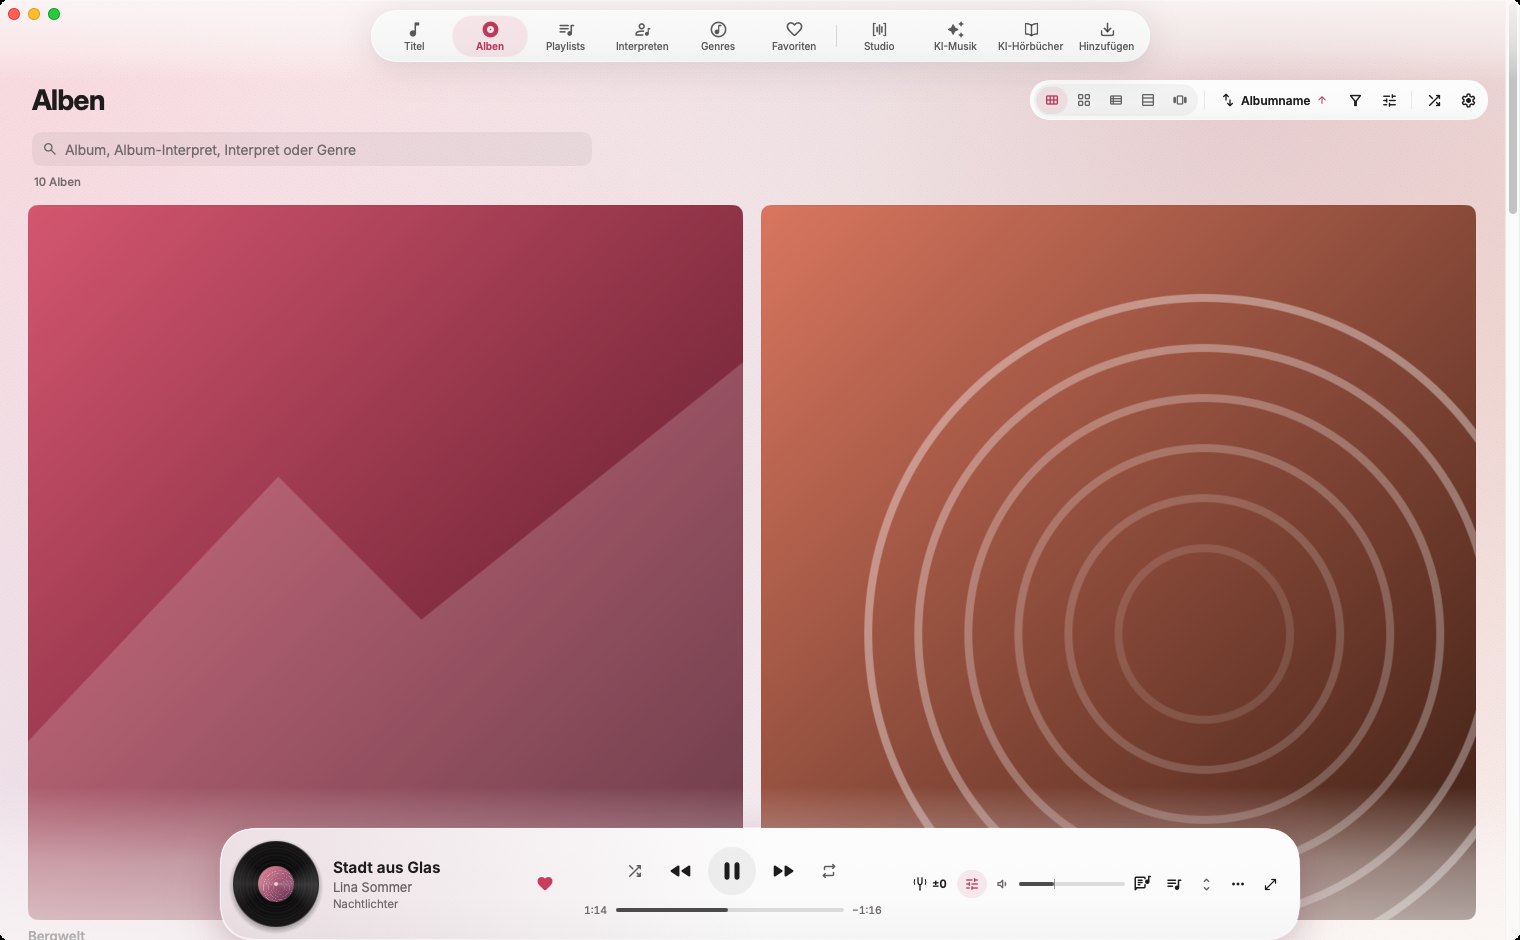 Titel
Alben
Playlists
Interpreten
Genres
Favoriten
Studio
KI-Musik
KI-Hörbücher
Hinzufügen
Alben
Albumname
Album, Album-Interpret, Interpret oder Genre
10 Alben
Stadt aus Glas
Lina Sommer
Nachtlichter
±0
1:14
−1:16
Bergwelt